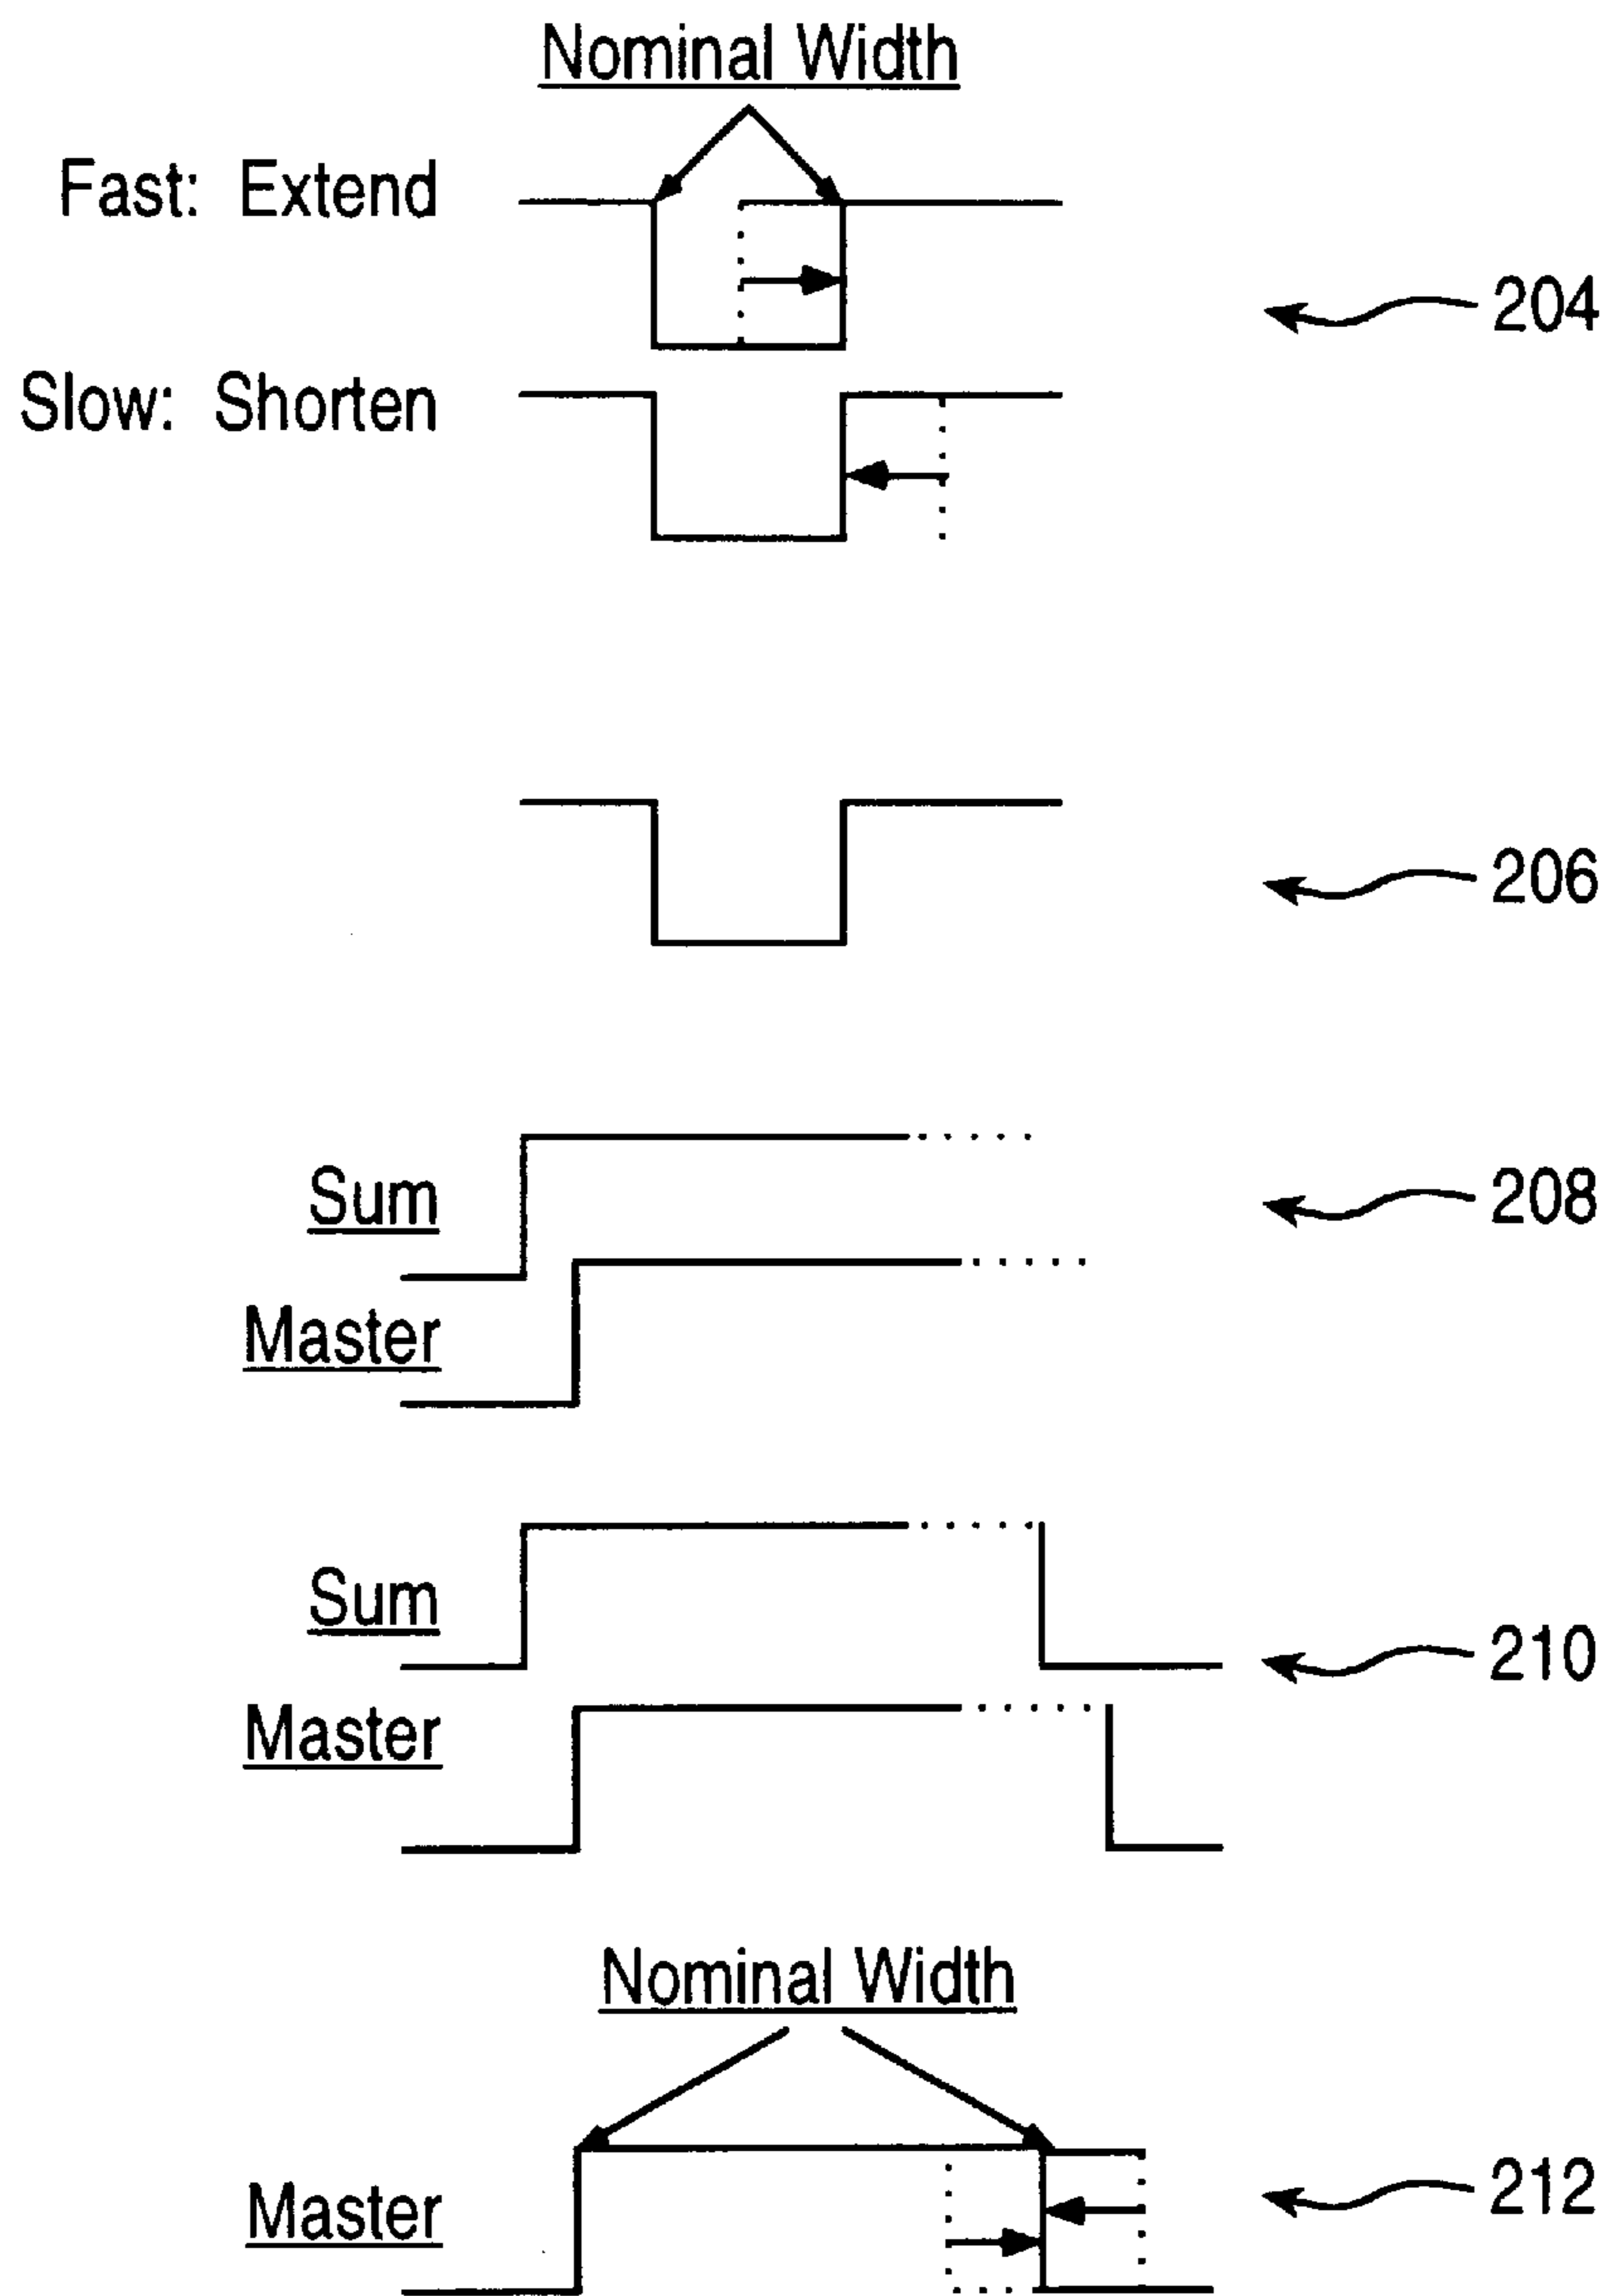 Nominal Width
Fast: Extend
204
Slow: Shorten
206
Sum
208
Master
Sum
210
Master
Nominal Width
Master
212